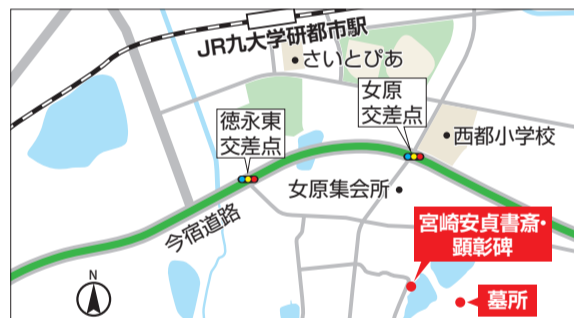 JR九大学研都市駅
さいとぴあ
女原
交差点
徳永東
交差点
西都小学校
女原集会所
今宿道路
宮崎安貞書斎・
顕彰碑
墓所
N